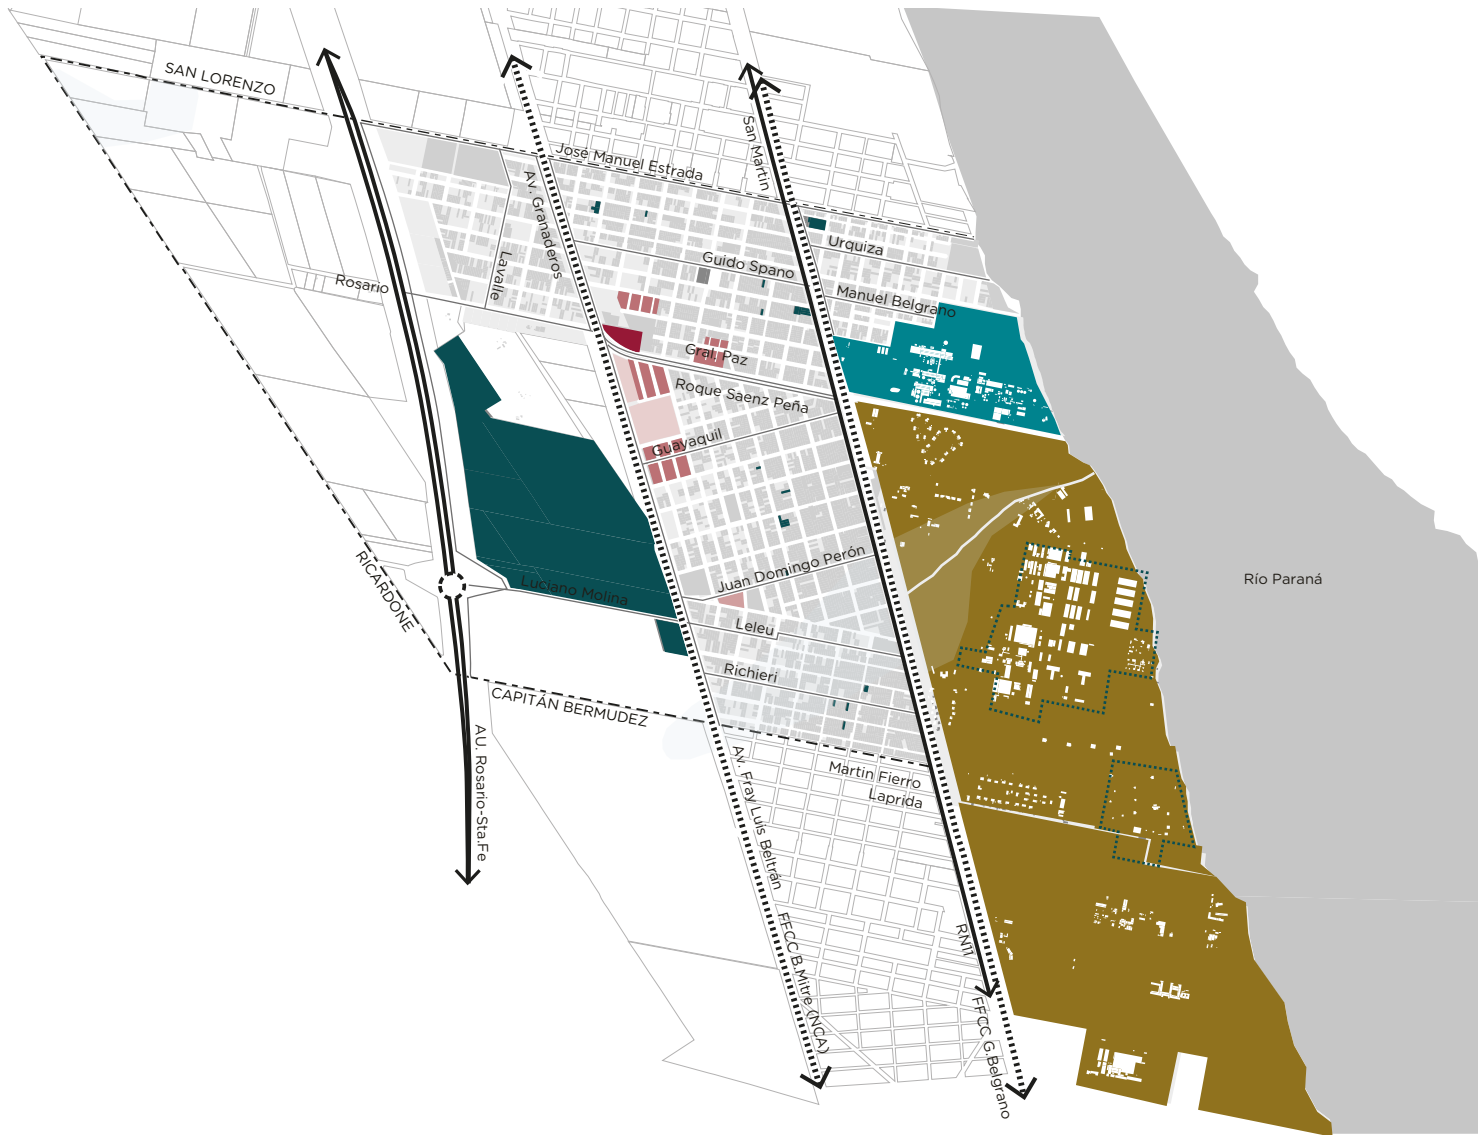 SAN LORENZO
José Manuel Estrada
San Martin
Av. Granaderos
Lavalle
Rosario
Guido Spano
Urquiza
Manuel Belgrano
Gral. Paz
Roque Saenz Peña
Guayaquil
Juan Domingo Perón
Río Paraná
RICARDONE
Luciano Molina
Leleu
Richieri
CAPITÁN BERMUDEZ
AU. Rosario-Sta.Fe
Martin Fierro
Laprida
Av. Fray Luis Beltrán
FFCC B.Mitre (NCA)
RN11
FFCC G.Belgrano